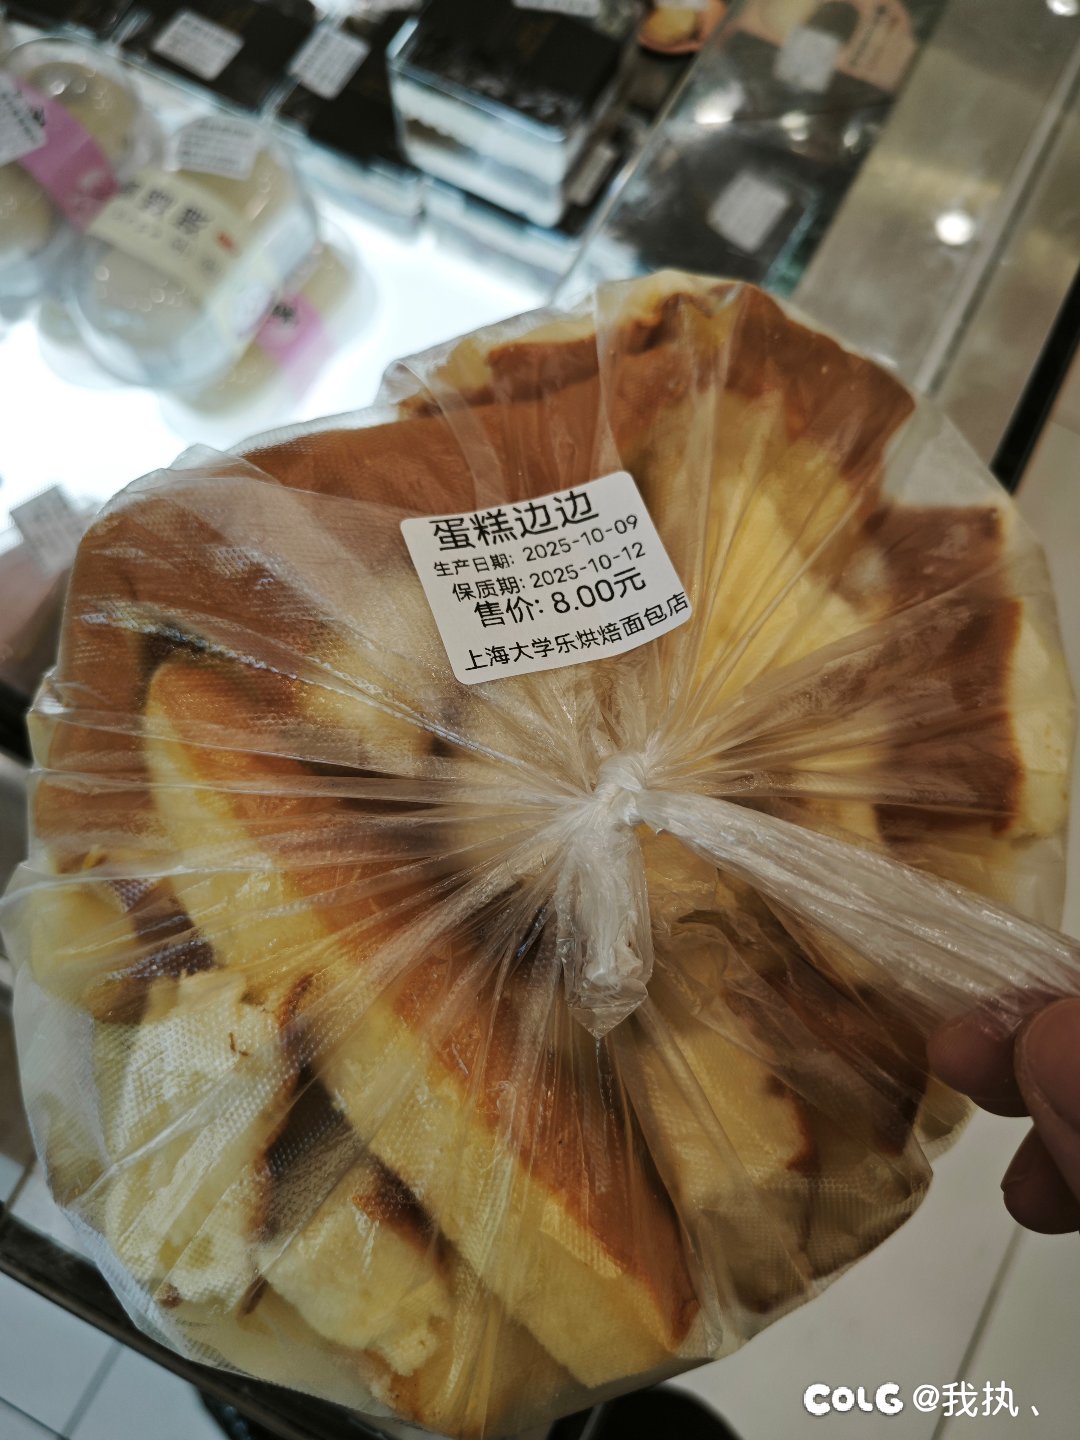 蛋糕边边
生产日期: 2025-10-09
保质期: 2025-10-12
售价: 8.00元
上海大学乐烘焙面包店
COLG @我执、